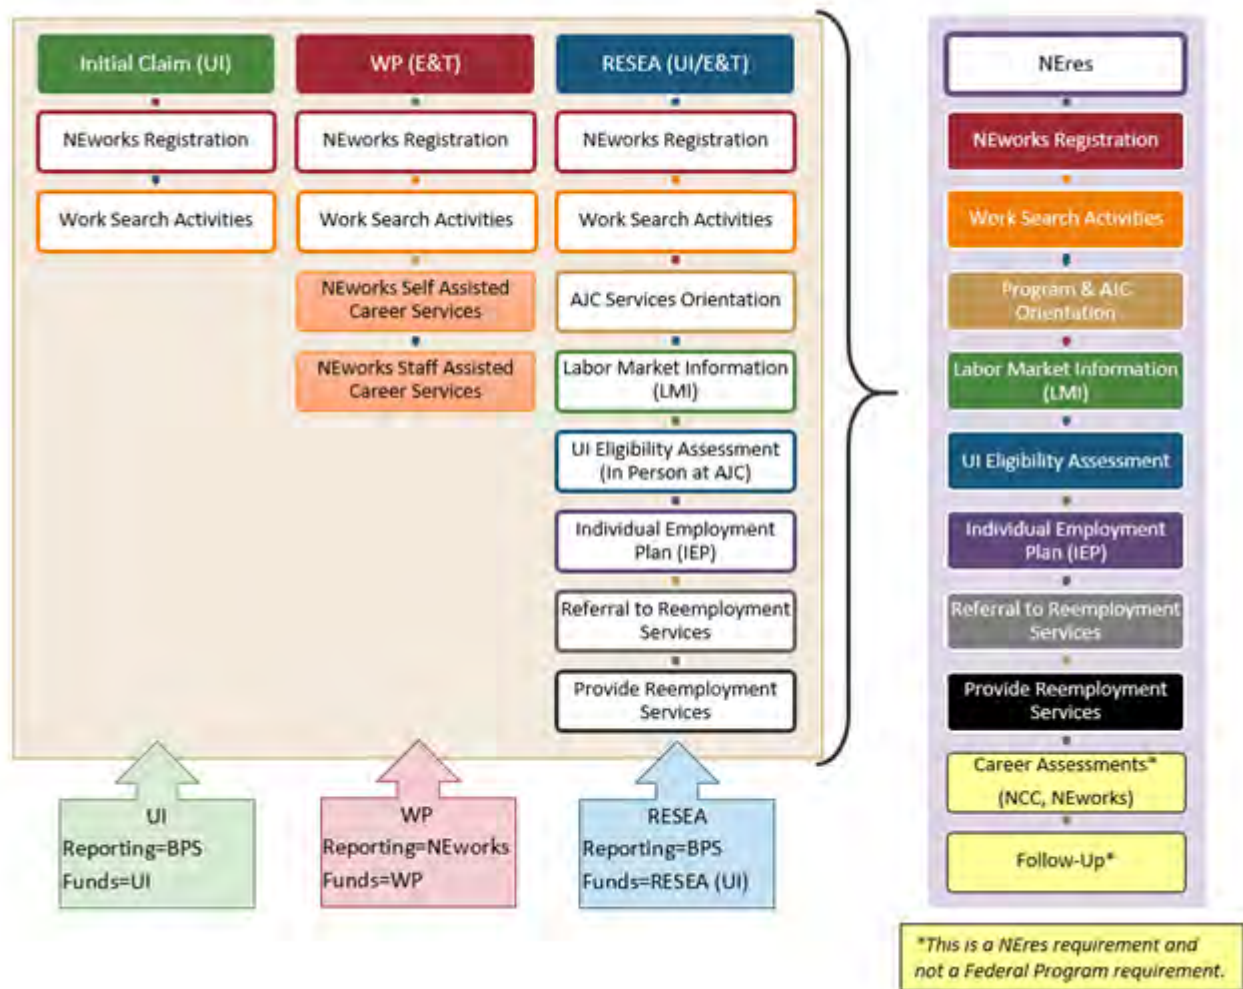 Initial Claim (UI)
NEworks Registration
Work Search Activities
WP (E&T)
NEworks Registration
Work Search Activities
NEworks Self Assisted
Career Services
NEworks Staff Assisted
Career Services
RESEA (UI/E&T)
NEworks Registration
Work Search Activities
AJC Services Orientation
Labor Market Information
(LMI)
UI Eligibility Assessment
(In Person at AJC)
Individual Employment
Plan (IEP)
Referral to Reemployment
Services
Provide Reemployment
Services
UI
Reporting=BPS
Funds=UI
WP
Reporting=NEworks
Funds=WP
RESEA
Reporting=BPS
Funds=RESEA (UI)
NEres
NEworks Registration
Work Search Activities
Program & AJC
Orientation
Labor Market Information
(LMI)
UI Eligibility Assessment
Individual Employment
Plan (IEP)
Referral to Reemployment
Services
Provide Reemployment
Services
Career Assessments*
(NCC, NEworks)
Follow-Up*
*This is a NEres requirement and
not a Federal Program requirement.